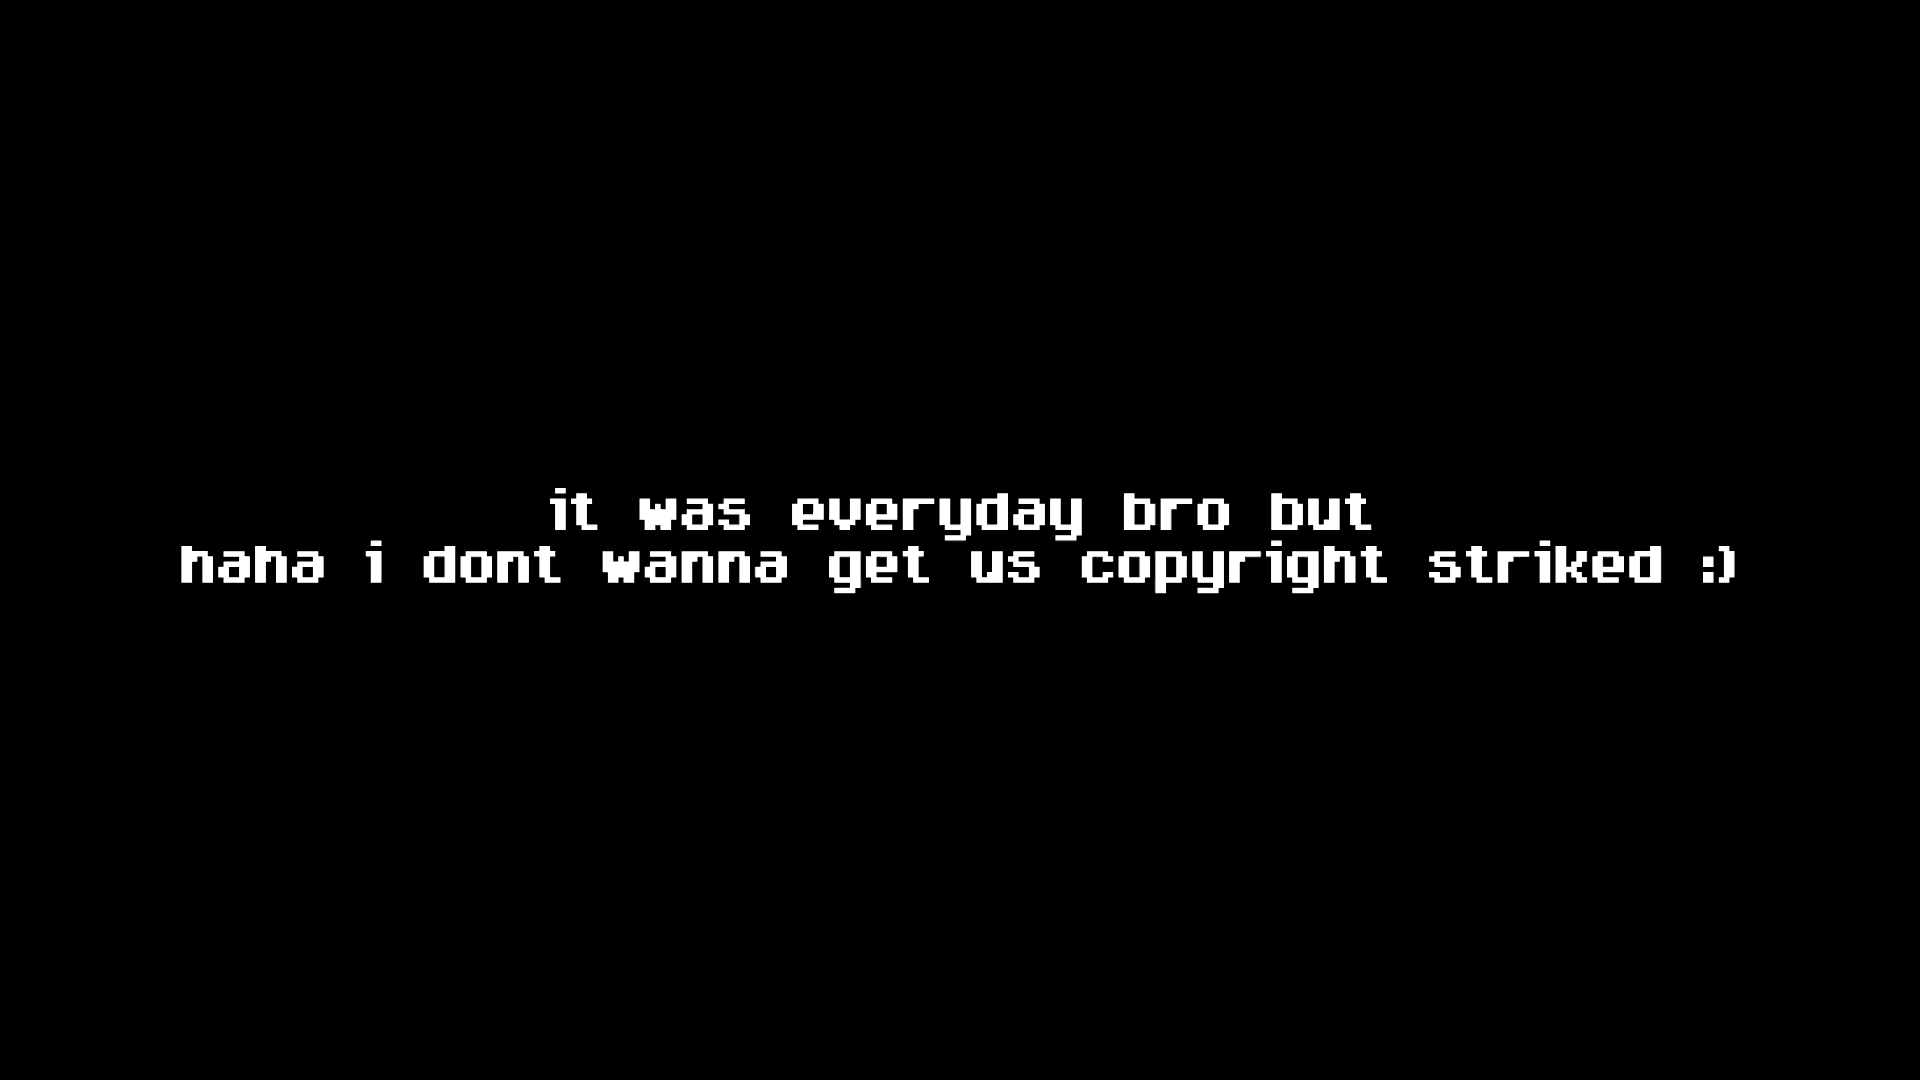 it was everyday bro but
haha i dont wanna get us copyright striked :)